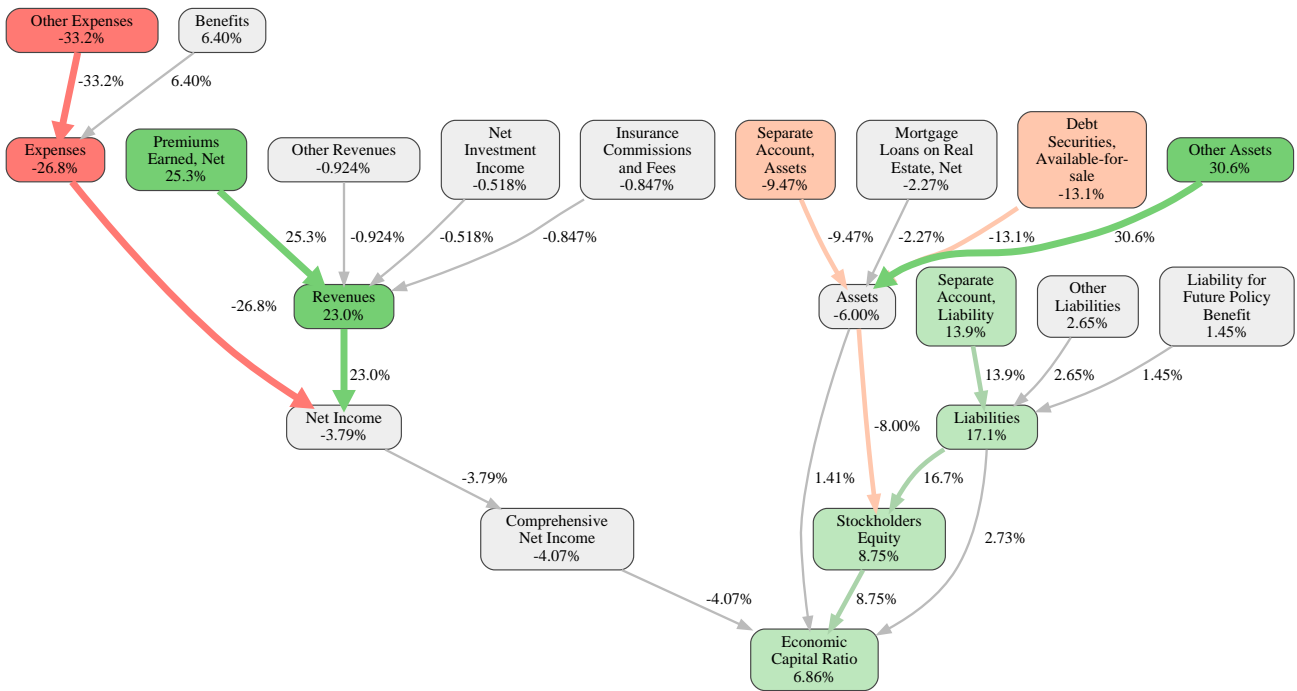 Other Expenses
-33.2%
Benefits
6.40%
-33.2%
6.40%
Expenses
-26.8%
Premiums
Earned, Net
25.3%
Other Revenues
-0.924%
Net
Investment
Income
-0.518%
Insurance
Commissions
and Fees
-0.847%
Separate
Account,
Assets
-9.47%
Mortgage
Loans on Real
Estate, Net
-2.27%
Debt
Securities,
Available-for-
sale
-13.1%
Other Assets
30.6%
25.3%
-0.924%
-0.518%
-0.847%
-9.47%
-2.27%
-13.1%
30.6%
-26.8%
Revenues
23.0%
Assets
-6.00%
Separate
Account,
Liability
13.9%
Other
Liabilities
2.65%
Liability for
Future Policy
Benefit
1.45%
23.0%
13.9%
2.65%
1.45%
Net Income
-3.79%
-8.00%
Liabilities
17.1%
-3.79%
1.41%
16.7%
Comprehensive
Net Income
-4.07%
Stockholders
Equity
8.75%
2.73%
-4.07%
8.75%
Economic
Capital Ratio
6.86%